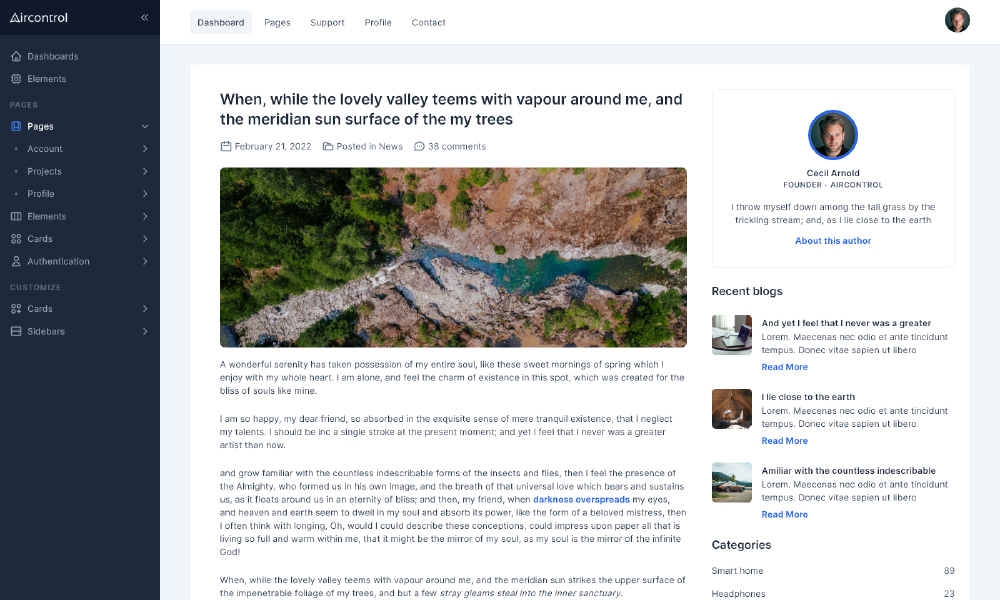 Aircontrol
Dashboards
Elements
PAGES
Pages
Account
Projects
Profile
Elements
Cards
Authentication
CUSTOMIZE
Cards
Sidebars
Dashboard Pages Support Profile Contact
When, while the lovely valley teems with vapour around me, and
the meridian sun surface of the my trees
February 21, 2022 Posted in News 38 comments
A wonderful serenity has taken possession of my entire soul, like these sweet mornings of spring which I
enjoy with my whole heart. I am alone, and feel the charm of existence in this spot, which was created for the
bliss of souls like mine.
I am so happy, my dear friend, so absorbed in the exquisite sense of mere tranquil existence, that I neglect
my talents. I should be inc a single stroke at the present moment; and yet I feel that I never was a greater
artist than now.
and grow familiar with the countless indescribable forms of the insects and flies, then I feel the presence of
the Almighty, who formed us in his own image, and the breath of that universal love which bears and sustains
us, as it floats around us in an eternity of bliss; and then, my friend, when darkness overspreads my eyes,
and heaven and earth seem to dwell in my soul and absorb its power, like the form of a beloved mistress, then
I often think with longing, Oh, would I could describe these conceptions, could impress upon paper all that is
living so full and warm within me, that it might be the mirror of my soul, as my soul is the mirror of the infinite
God!
When, while the lovely valley teems with vapour around me, and the meridian sun strikes the upper surface of
the impenetrable foliage of my trees, and but a few stray gleams steal into the inner sanctuary.
Cecil Arnold
FOUNDER - AIRCONTROL
I throw myself down among the tall grass by the
trickling stream; and, as I lie close to the earth
About this author
Recent blogs
And yet I feel that I never was a greater
Lorem. Maecenas nec odio et ante tincidunt
tempus. Donec vitae sapien ut libero
Read More
I lie close to the earth
Lorem. Maecenas nec odio et ante tincidunt
tempus. Donec vitae sapien ut libero
Read More
Amiliar with the countless indescribable
Lorem. Maecenas nec odio et ante tincidunt
tempus. Donec vitae sapien ut libero
Read More
Categories
Smart home 89
Headphones 23